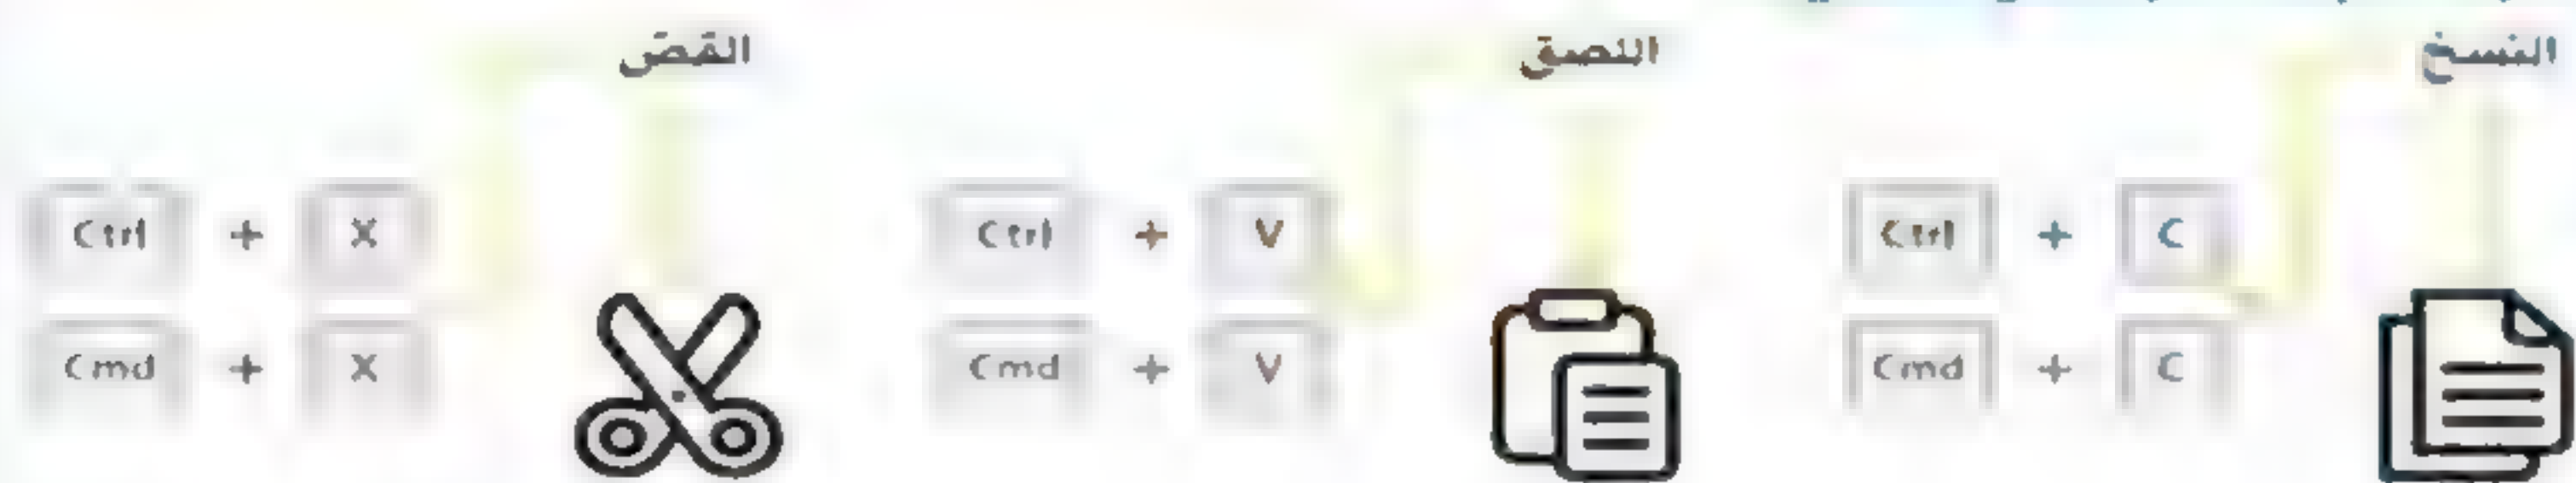 النسخ
اللصق
القص
Ctrl + C
Cmd + C
Ctrl + V
Cmd + V
Ctrl + X
Cmd + X